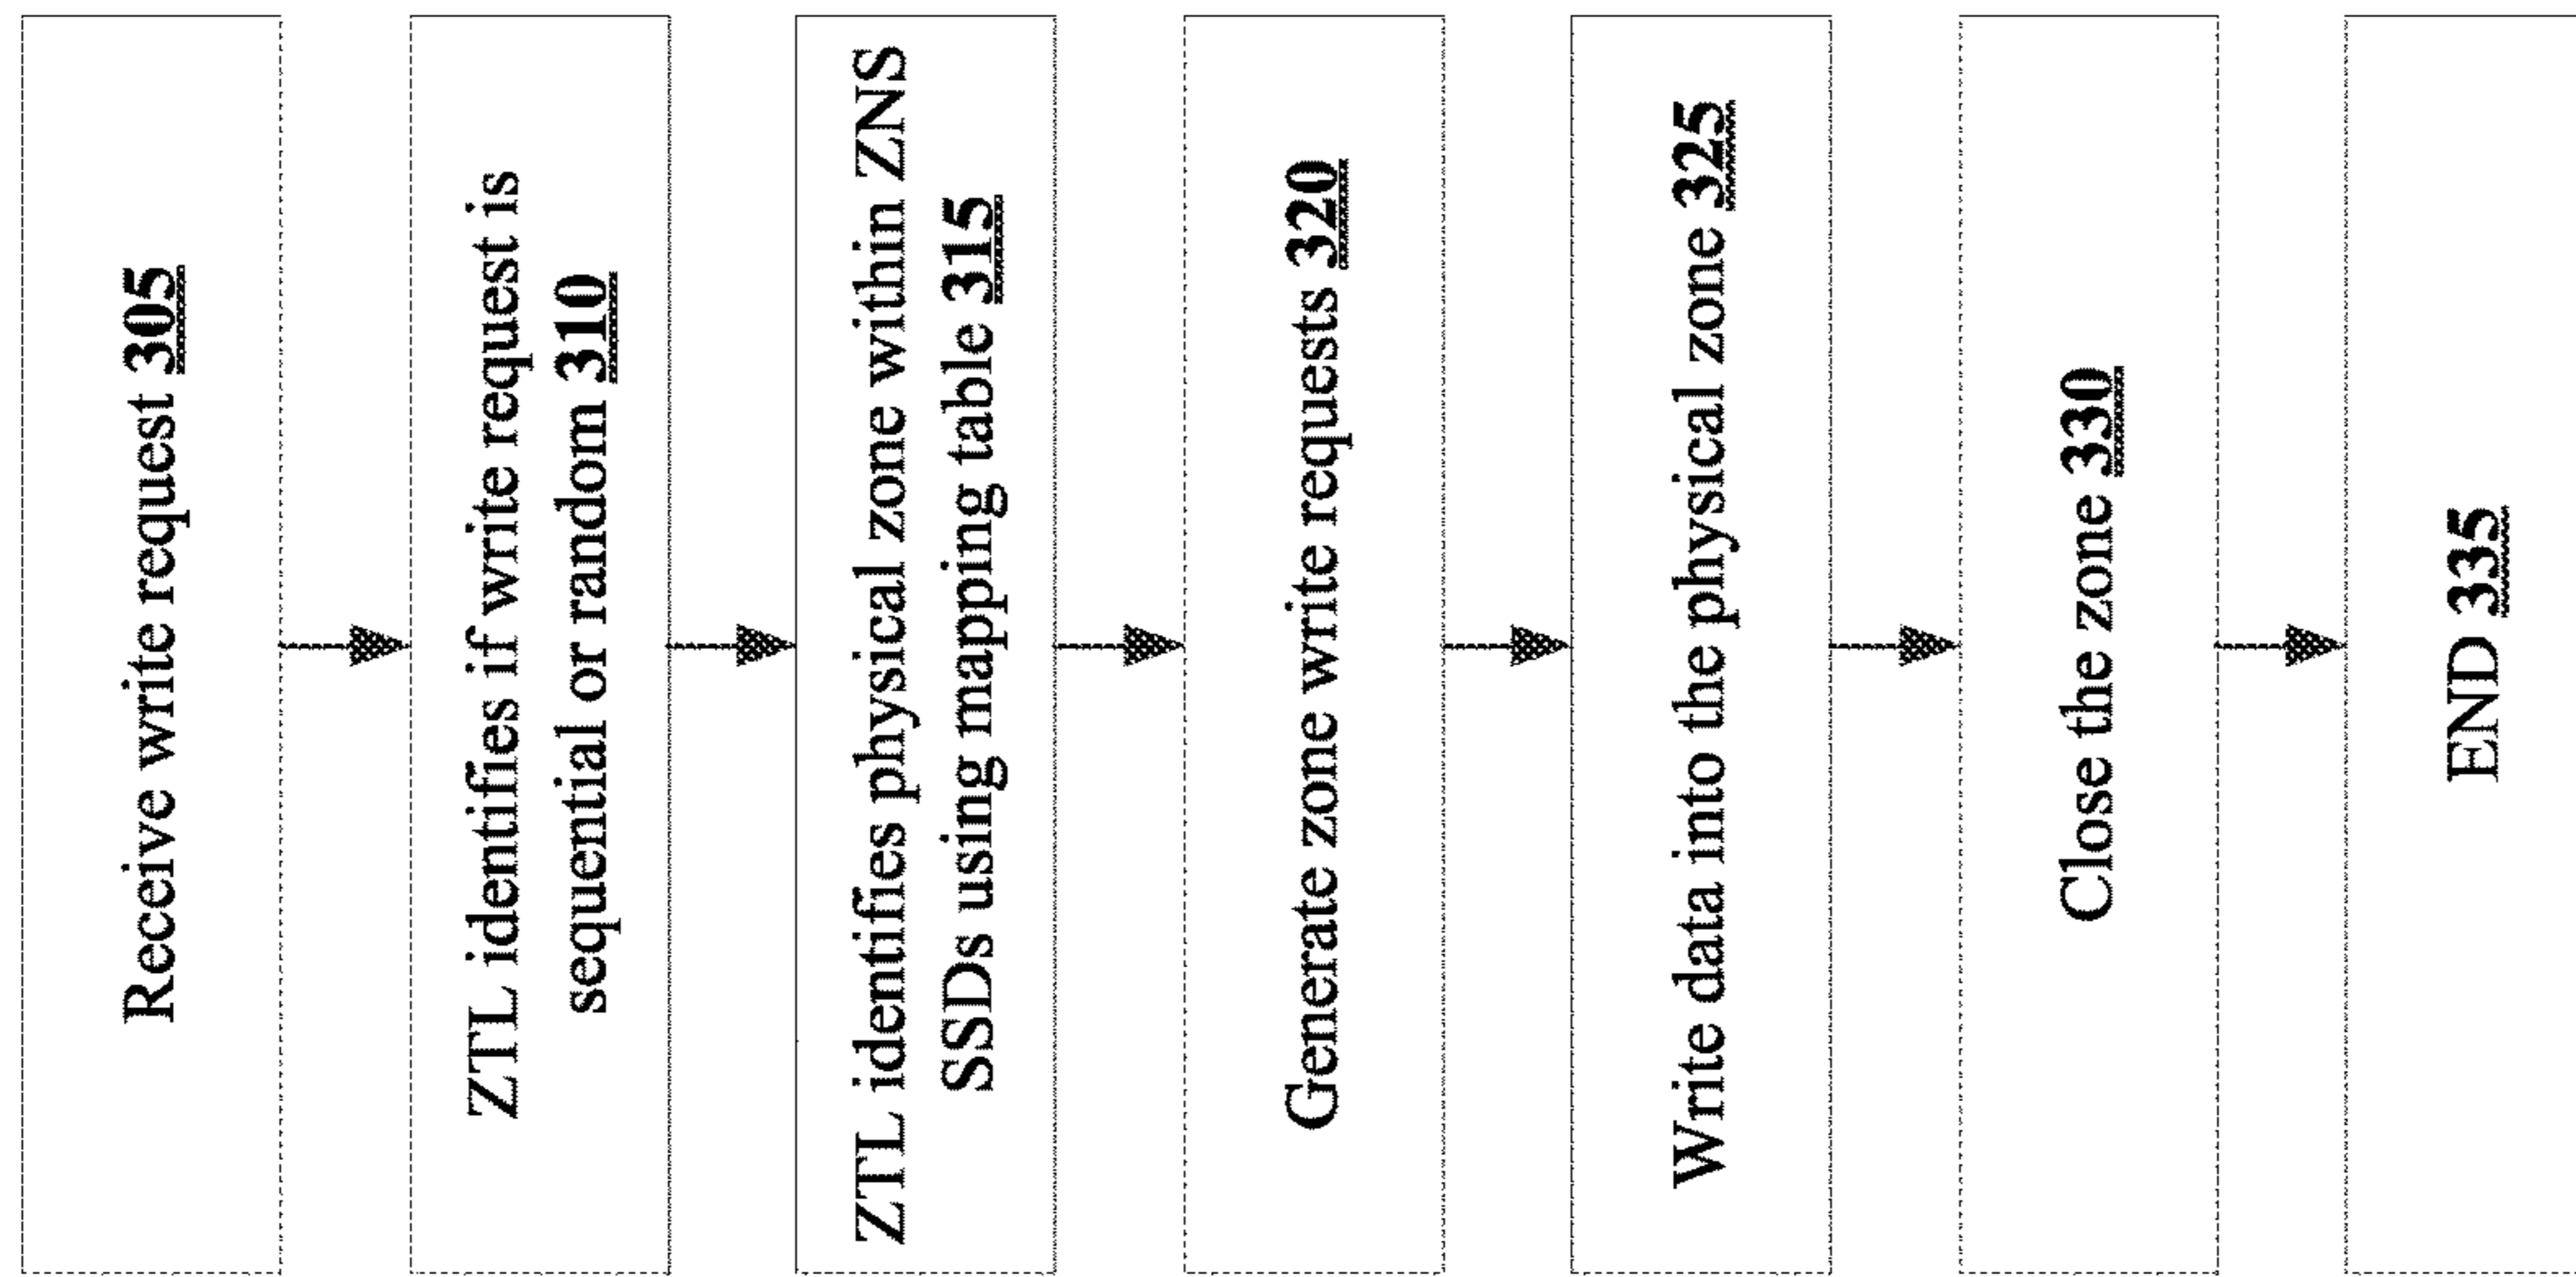 Receive write request 305
ZTL identifies if write request is
sequential or random 310
ZTL identifies physical zone within ZNS
SSDs using mapping table 315
Generate zone write requests 320
Write data into the physical zone 325
Close the zone 330
END 335